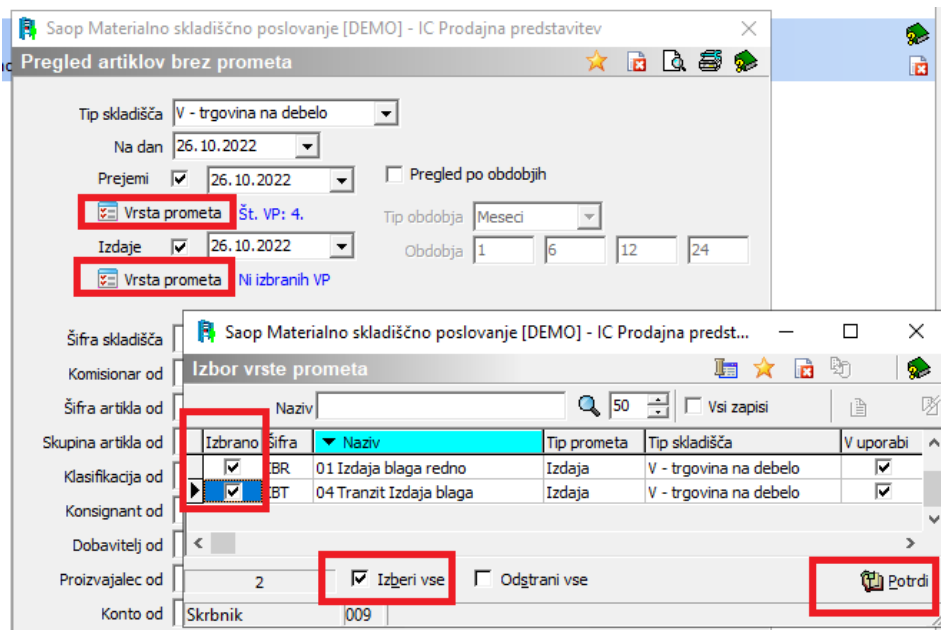 Saop Materialno skladiščno poslovanje [DEMO] - IC Prodajna predstavitev
Pregled artiklov brez prometa
Tip skladišča V - trgovina na debelo
Na dan 26.10.2022
Prejemi 26.10.2022 Pregled po obdobjih
Vrsta prometa Št. VP: 4. Tip obdobja Meseci
Izdaje 26.10.2022 Obdobja 1 6 12 24
Vrsta prometa Ni izbranih VP
Šifra skladišča
Komisionar od
Šifra artikla od
Skupina artikla od
Klasifikacija od
Konsignant od
Dobavitelj od
Proizvajalec od
Konto od
Saop Materialno skladiščno poslovanje [DEMO] - IC Prodajna predst...
Izbor vrste prometa
Naziv 50 Vsi zapisi
Izbrano Šifra Naziv Tip prometa Tip skladišča V uporabi
IBR 01 Izdaja blaga redno Izdaja V - trgovina na debelo
IBT 04 Tranzit Izdaja blaga Izdaja V - trgovina na debelo
2 Izberi vse Odstrani vse Potrdi
Skrbnik 009